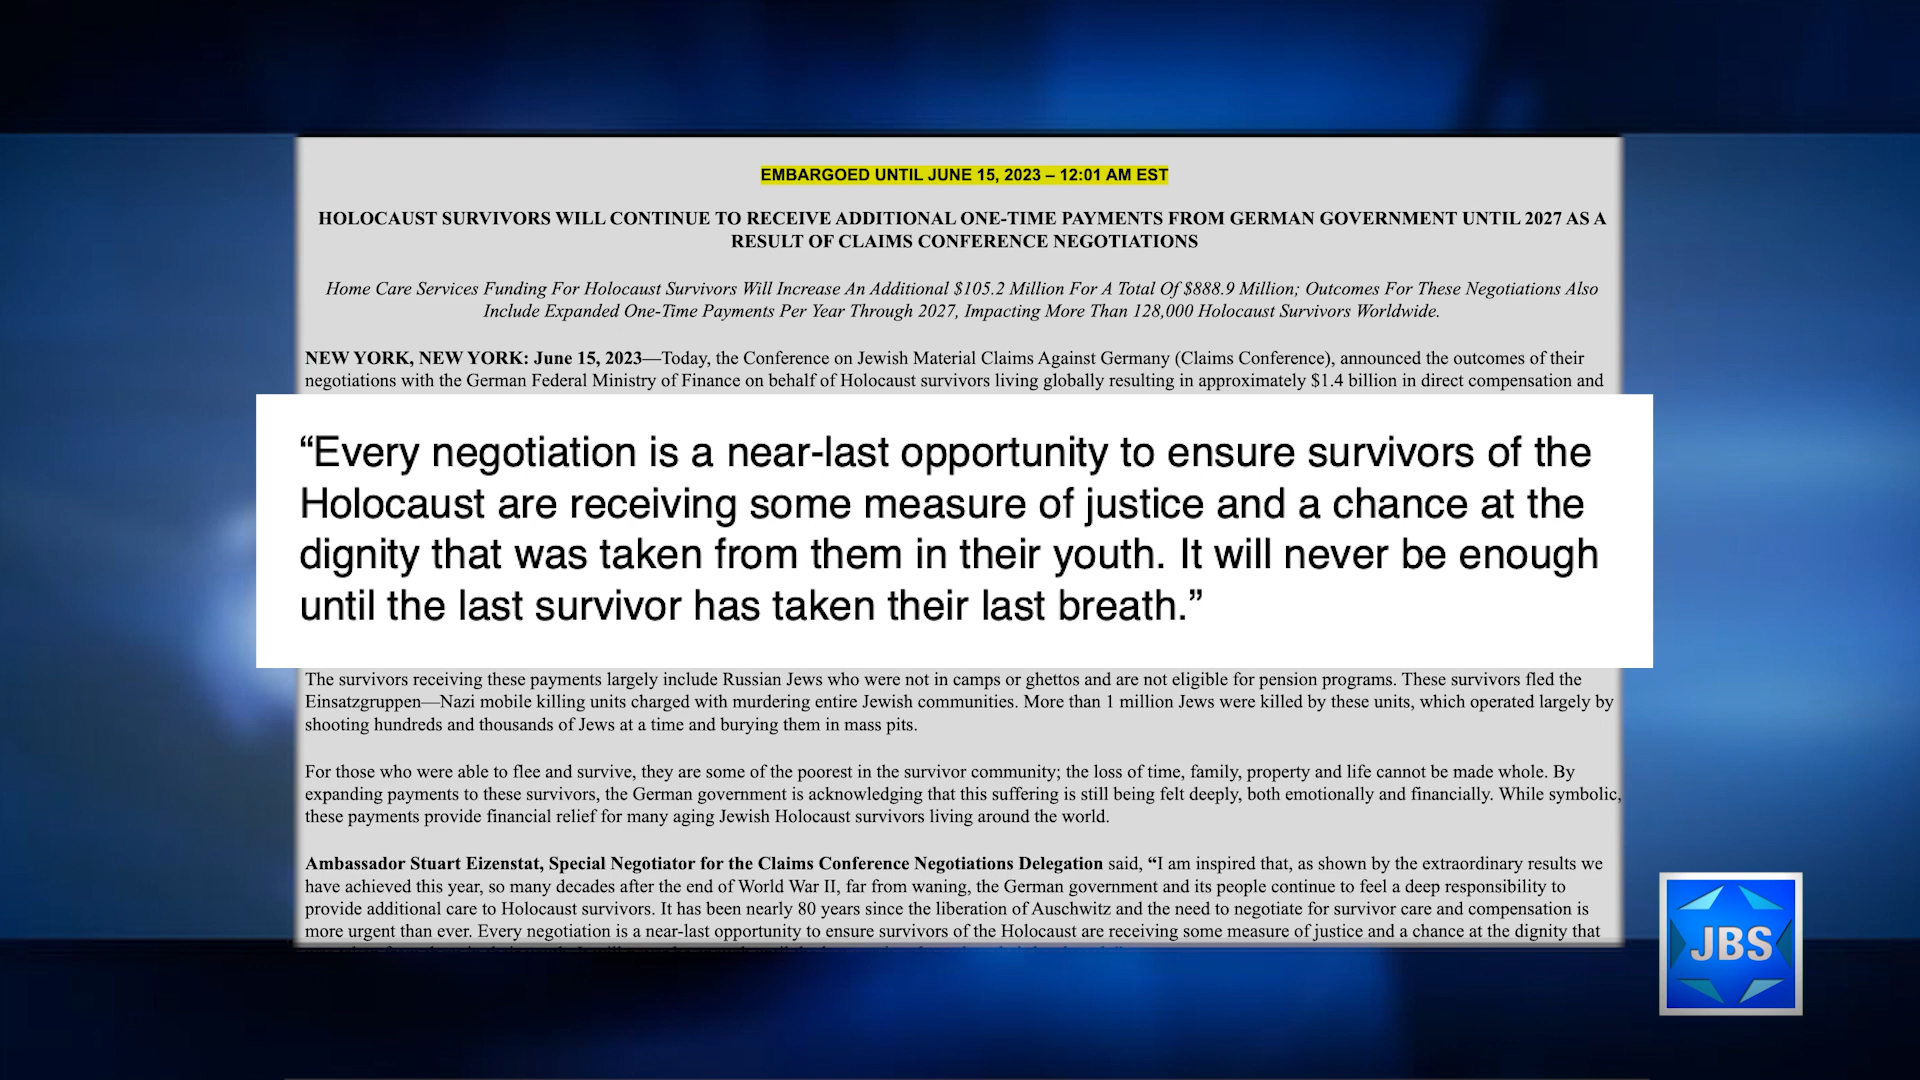 EMBARGOED UNTIL JUNE 15, 2023 – 12:01 AM EST
HOLOCAUST SURVIVORS WILL CONTINUE TO RECEIVE ADDITIONAL ONE-TIME PAYMENTS FROM GERMAN GOVERNMENT UNTIL 2027 AS A
RESULT OF CLAIMS CONFERENCE NEGOTIATIONS
Home Care Services Funding For Holocaust Survivors Will Increase An Additional $105.2 Million For A Total Of $888.9 Million; Outcomes For These Negotiations Also
Include Expanded One-Time Payments Per Year Through 2027, Impacting More Than 128,000 Holocaust Survivors Worldwide.
NEW YORK, NEW YORK: June 15, 2023—Today, the Conference on Jewish Material Claims Against Germany (Claims Conference), announced the outcomes of their
negotiations with the German Federal Ministry of Finance on behalf of Holocaust survivors living globally resulting in approximately $1.4 billion in direct compensation and
“Every negotiation is a near-last opportunity to ensure survivors of the
Holocaust are receiving some measure of justice and a chance at the
dignity that was taken from them in their youth. It will never be enough
until the last survivor has taken their last breath.”
The survivors receiving these payments largely include Russian Jews who were not in camps or ghettos and are not eligible for pension programs. These survivors fled the
Einsatzgruppen—Nazi mobile killing units charged with murdering entire Jewish communities. More than 1 million Jews were killed by these units, which operated largely by
shooting hundreds and thousands of Jews at a time and burying them in mass pits.
For those who were able to flee and survive, they are some of the poorest in the survivor community; the loss of time, family, property and life cannot be made whole. By
expanding payments to these survivors, the German government is acknowledging that this suffering is still being felt deeply, both emotionally and financially. While symbolic,
these payments provide financial relief for many aging Jewish Holocaust survivors living around the world.
Ambassador Stuart Eizenstat, Special Negotiator for the Claims Conference Negotiations Delegation said, “I am inspired that, as shown by the extraordinary results we
have achieved this year, so many decades after the end of World War II, far from waning, the German government and its people continue to feel a deep responsibility to
provide additional care to Holocaust survivors. It has been nearly 80 years since the liberation of Auschwitz and the need to negotiate for survivor care and compensation is
more urgent than ever. Every negotiation is a near-last opportunity to ensure survivors of the Holocaust are receiving some measure of justice and a chance at the dignity that
JBS